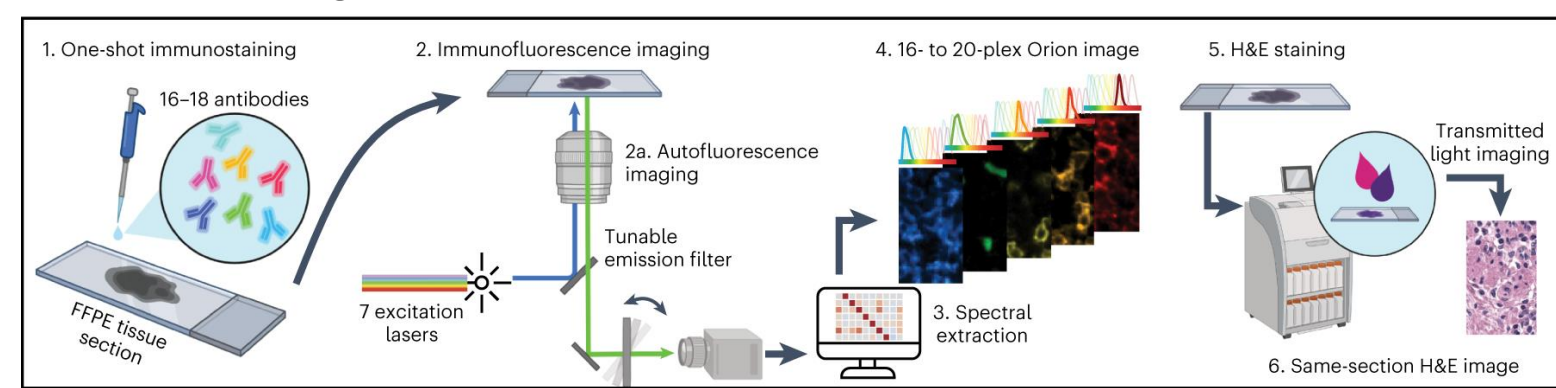 1. One-shot immunostaining
16–18 antibodies
FFPE tissue
section
2. Immunofluorescence imaging
2a. Autofluorescence
imaging
Tunable
emission filter
7 excitation
lasers
3. Spectral
extraction
4. 16- to 20-plex Orion image
5. H&E staining
Transmitted
light imaging
6. Same-section H&E image